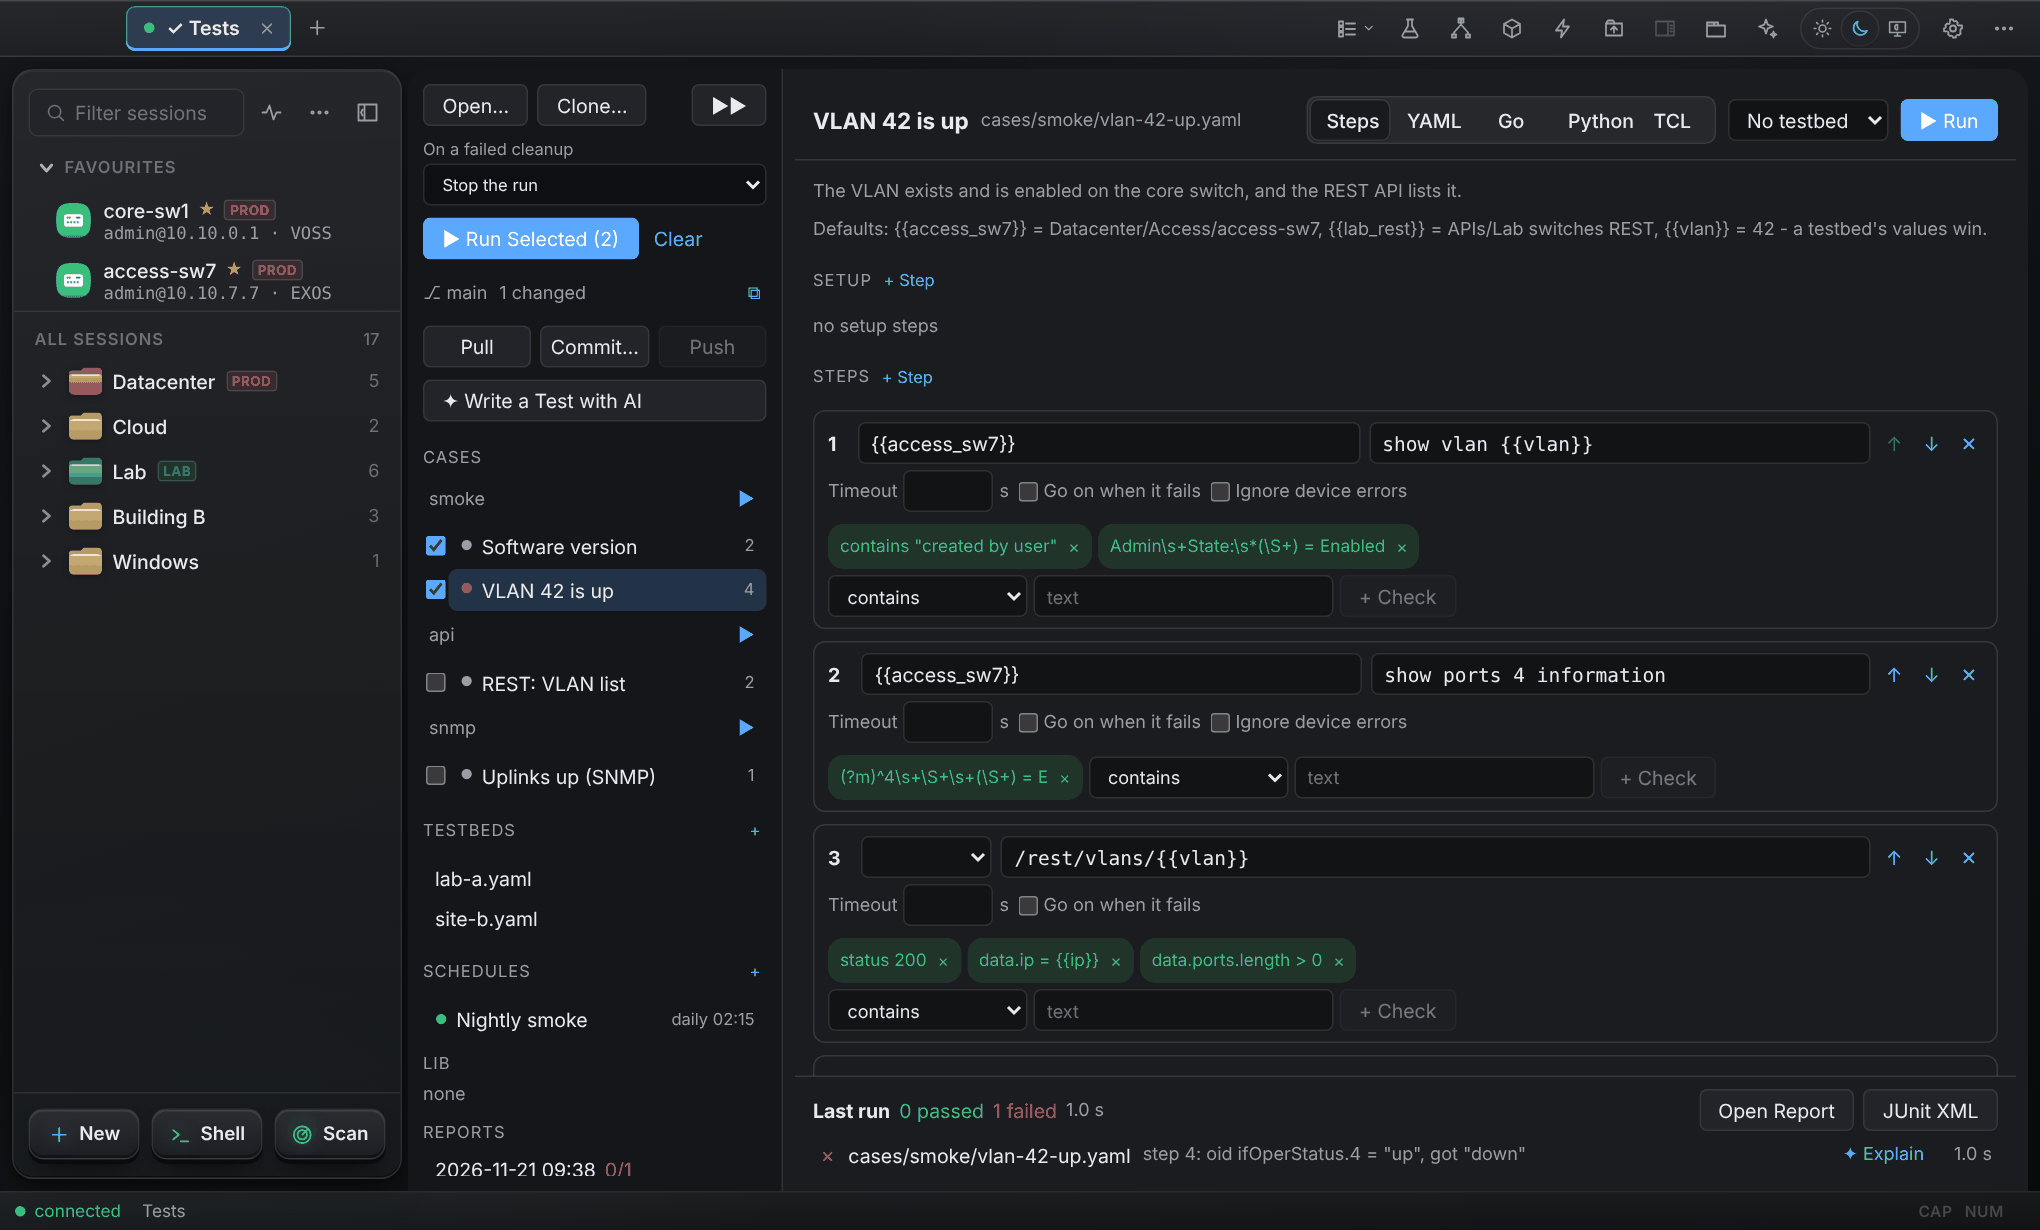 Tests
Filter sessions
FAVOURITES
core-sw1 ★ PROD
admin@10.10.0.1 · VOSS
access-sw7 ★ PROD
admin@10.10.7.7 · EXOS
ALL SESSIONS 17
Datacenter PROD 5
Cloud 2
Lab LAB 6
Building B 3
Windows 1
+ New
>_ Shell
Scan
Open... Clone...
On a failed cleanup
Stop the run
Run Selected (2) Clear
main 1 changed
Pull Commit... Push
✦ Write a Test with AI
CASES
smoke
Software version 2
VLAN 42 is up 4
api
REST: VLAN list 2
snmp
Uplinks up (SNMP) 1
TESTBEDS +
lab-a.yaml
site-b.yaml
SCHEDULES +
Nightly smoke daily 02:15
LIB
none
REPORTS
2026-11-21 09:38 0/1
VLAN 42 is up cases/smoke/vlan-42-up.yaml Steps YAML Go Python TCL No testbed Run
The VLAN exists and is enabled on the core switch, and the REST API lists it.
Defaults: {{access_sw7}} = Datacenter/Access/access-sw7, {{lab_rest}} = APIs/Lab switches REST, {{vlan}} = 42 - a testbed's values win.
SETUP + Step
no setup steps
STEPS + Step
1 {{access_sw7}} show vlan {{vlan}} ↑ ↓ ×
Timeout s Go on when it fails Ignore device errors
contains "created by user" × Admin\s+State:\s*(\S+) = Enabled ×
contains text + Check
2 {{access_sw7}} show ports 4 information ↑ ↓ ×
Timeout s Go on when it fails Ignore device errors
(?m)^4\s+\S+\s+(\S+) = E × contains text + Check
3 /rest/vlans/{{vlan}} ↑ ↓ ×
Timeout s Go on when it fails
status 200 × data.ip = {{ip}} × data.ports.length > 0 ×
contains text + Check
Last run 0 passed 1 failed 1.0 s Open Report JUnit XML
× cases/smoke/vlan-42-up.yaml step 4: oid ifOperStatus.4 = "up", got "down" ✦ Explain 1.0 s
connected Tests CAP NUM